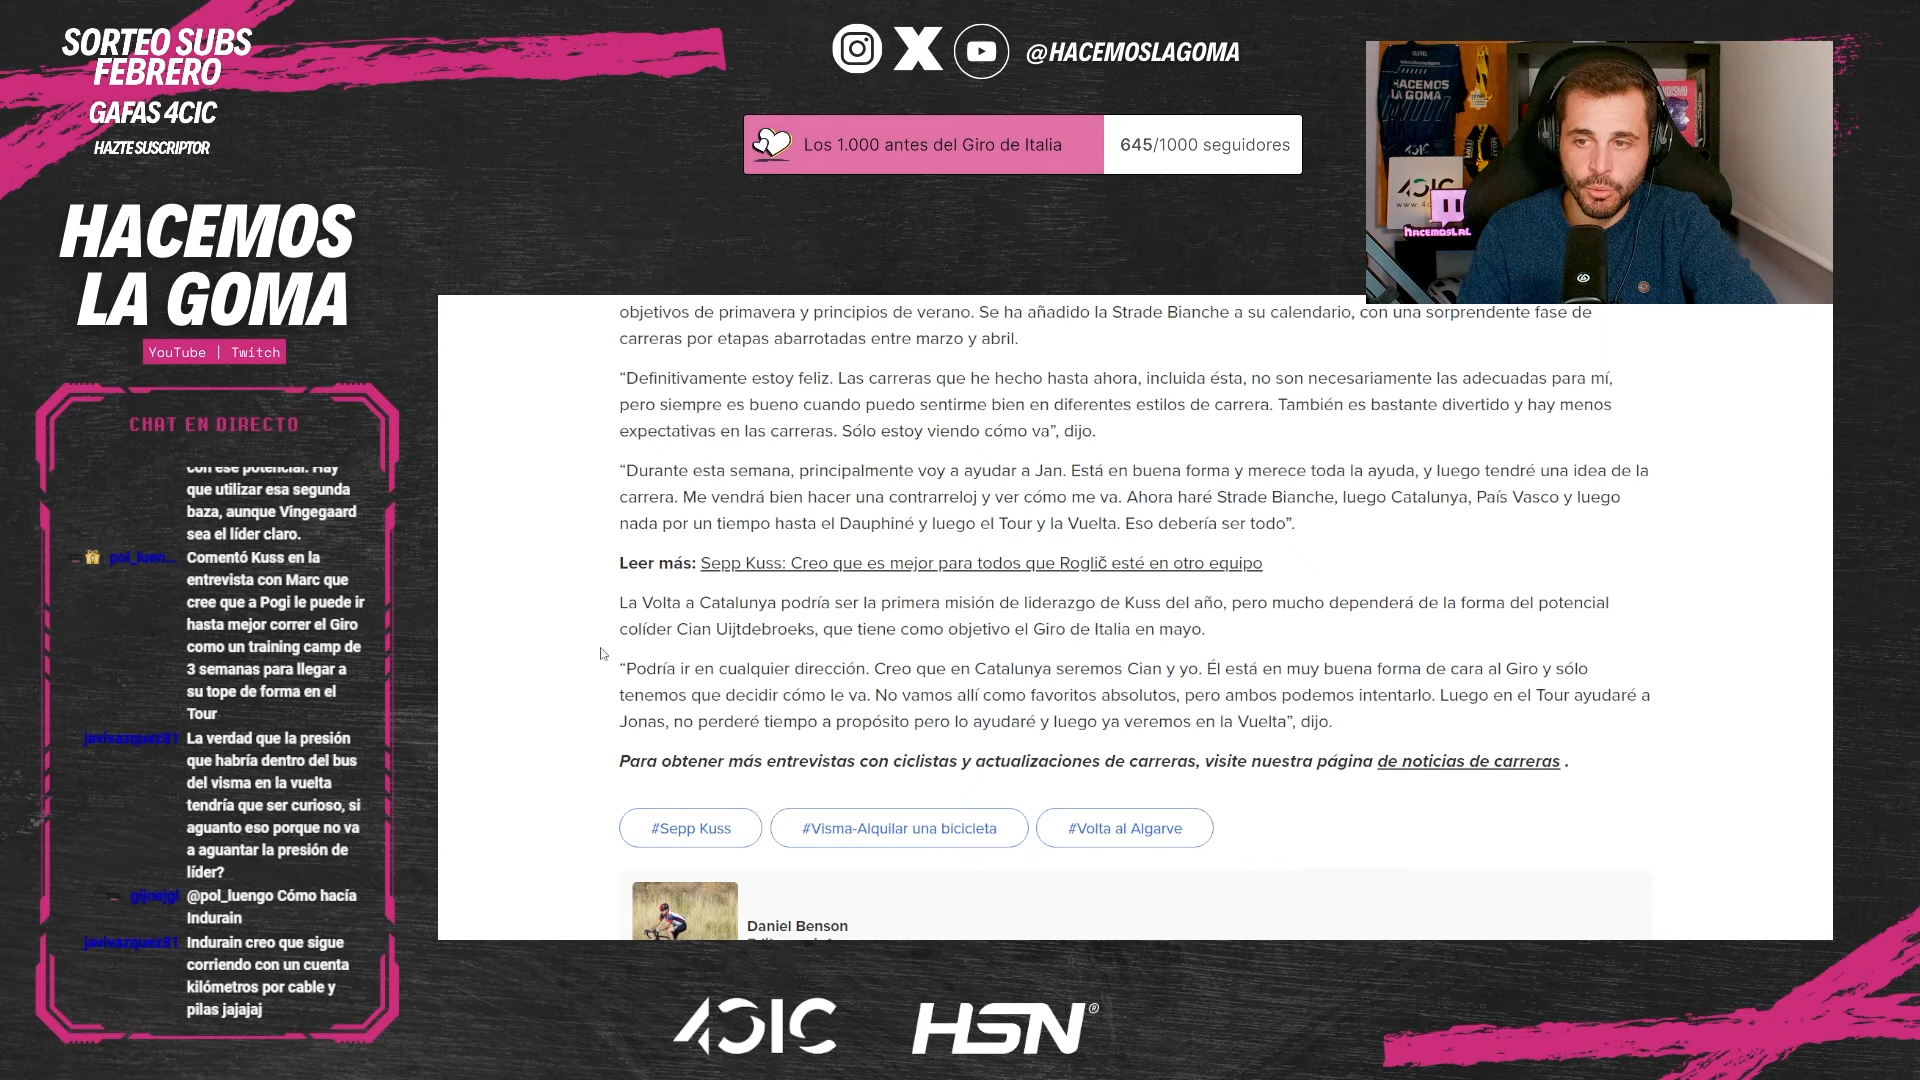 SORTEO SUBS
FEBRERO
GAFAS 4CIC
HAZTE SUSCRIPTOR
HACEMOS
LA GOMA
YouTube | Twitch
@HACEMOSLAGOMA
Los 1.000 antes del Giro de Italia
645/1000 seguidores
HACEMOS
LA GOMA
CHAT EN DIRECTO
con ese potencial. Hay
que utilizar esa segunda
baza, aunque Vingegaard
sea el líder claro.
pol_luen... Comentó Kuss en la
entrevista con Marc que
cree que a Pogi le puede ir
hasta mejor correr el Giro
como un training camp de
3 semanas para llegar a
su tope de forma en el
Tour
javivazquez81 La verdad que la presión
que habría dentro del bus
del visma en la vuelta
tendría que ser curioso, si
aguanto eso porque no va
a aguantar la presión de
líder?
gijoejgl @pol_luengo Cómo hacía
Indurain
javivazquez81 Indurain creo que sigue
corriendo con un cuenta
kilómetros por cable y
pilas jajajaj
objetivos de primavera y principios de verano. Se ha añadido la Strade Bianche a su calendario, con una sorprendente fase de
carreras por etapas abarrotadas entre marzo y abril.
“Definitivamente estoy feliz. Las carreras que he hecho hasta ahora, incluida ésta, no son necesariamente las adecuadas para mí,
pero siempre es bueno cuando puedo sentirme bien en diferentes estilos de carrera. También es bastante divertido y hay menos
expectativas en las carreras. Sólo estoy viendo cómo va”, dijo.
“Durante esta semana, principalmente voy a ayudar a Jan. Está en buena forma y merece toda la ayuda, y luego tendré una idea de la
carrera. Me vendrá bien hacer una contrarreloj y ver cómo me va. Ahora haré Strade Bianche, luego Catalunya, País Vasco y luego
nada por un tiempo hasta el Dauphiné y luego el Tour y la Vuelta. Eso debería ser todo”.
Leer más: Sepp Kuss: Creo que es mejor para todos que Roglič esté en otro equipo
La Volta a Catalunya podría ser la primera misión de liderazgo de Kuss del año, pero mucho dependerá de la forma del potencial
colíder Cian Uijtdebroeks, que tiene como objetivo el Giro de Italia en mayo.
“Podría ir en cualquier dirección. Creo que en Catalunya seremos Cian y yo. Él está en muy buena forma de cara al Giro y sólo
tenemos que decidir cómo le va. No vamos allí como favoritos absolutos, pero ambos podemos intentarlo. Luego en el Tour ayudaré a
Jonas, no perderé tiempo a propósito pero lo ayudaré y luego ya veremos en la Vuelta”, dijo.
Para obtener más entrevistas con ciclistas y actualizaciones de carreras, visite nuestra página de noticias de carreras .
#Sepp Kuss
#Visma-Alquilar una bicicleta
#Volta al Algarve
Daniel Benson
4CIC
HSN®